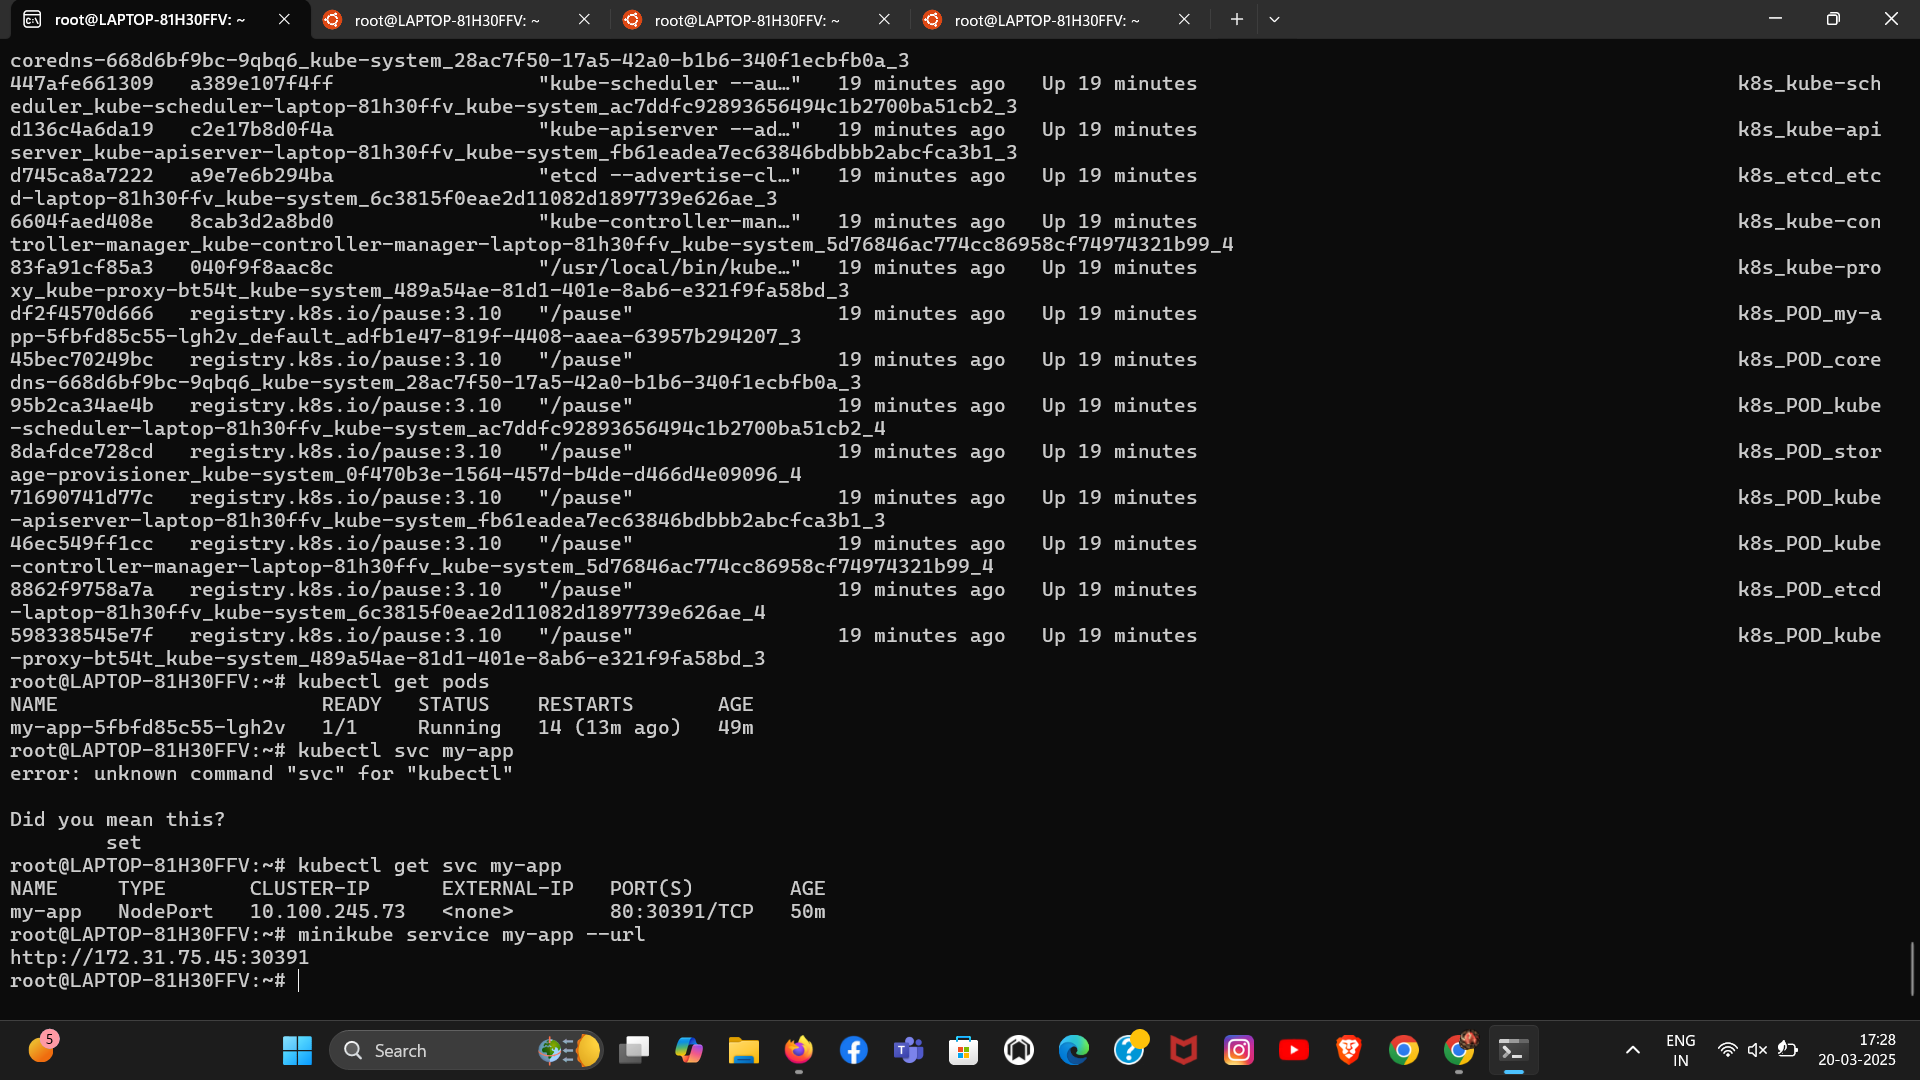 root@LAPTOP-81H30FFV: ~
root@LAPTOP-81H30FFV: ~
root@LAPTOP-81H30FFV: ~
root@LAPTOP-81H30FFV: ~
coredns-668d6bf9bc-9qbq6_kube-system_28ac7f50-17a5-42a0-b1b6-340f1ecbfb0a_3
447afe661309   a389e107f4ff                 "kube-scheduler --au…"   19 minutes ago   Up 19 minutes                                             k8s_kube-sch
eduler_kube-scheduler-laptop-81h30ffv_kube-system_ac7ddfc92893656494c1b2700ba51cb2_3
d136c4a6da19   c2e17b8d0f4a                 "kube-apiserver --ad…"   19 minutes ago   Up 19 minutes                                             k8s_kube-api
server_kube-apiserver-laptop-81h30ffv_kube-system_fb61eadea7ec63846bdbbb2abcfca3b1_3
d745ca8a7222   a9e7e6b294ba                 "etcd --advertise-cl…"   19 minutes ago   Up 19 minutes                                             k8s_etcd_etc
d-laptop-81h30ffv_kube-system_6c3815f0eae2d11082d1897739e626ae_3
6604faed408e   8cab3d2a8bd0                 "kube-controller-man…"   19 minutes ago   Up 19 minutes                                             k8s_kube-con
troller-manager_kube-controller-manager-laptop-81h30ffv_kube-system_5d76846ac774cc86958cf74974321b99_4
83fa91cf85a3   040f9f8aac8c                 "/usr/local/bin/kube…"   19 minutes ago   Up 19 minutes                                             k8s_kube-pro
xy_kube-proxy-bt54t_kube-system_489a54ae-81d1-401e-8ab6-e321f9fa58bd_3
df2f4570d666   registry.k8s.io/pause:3.10   "/pause"                 19 minutes ago   Up 19 minutes                                             k8s_POD_my-a
pp-5fbfd85c55-lgh2v_default_adfb1e47-819f-4408-aaea-63957b294207_3
45bec70249bc   registry.k8s.io/pause:3.10   "/pause"                 19 minutes ago   Up 19 minutes                                             k8s_POD_core
dns-668d6bf9bc-9qbq6_kube-system_28ac7f50-17a5-42a0-b1b6-340f1ecbfb0a_3
95b2ca34ae4b   registry.k8s.io/pause:3.10   "/pause"                 19 minutes ago   Up 19 minutes                                             k8s_POD_kube
-scheduler-laptop-81h30ffv_kube-system_ac7ddfc92893656494c1b2700ba51cb2_4
8dafdce728cd   registry.k8s.io/pause:3.10   "/pause"                 19 minutes ago   Up 19 minutes                                             k8s_POD_stor
age-provisioner_kube-system_0f470b3e-1564-457d-b4de-d466d4e09096_4
71690741d77c   registry.k8s.io/pause:3.10   "/pause"                 19 minutes ago   Up 19 minutes                                             k8s_POD_kube
-apiserver-laptop-81h30ffv_kube-system_fb61eadea7ec63846bdbbb2abcfca3b1_3
46ec549ff1cc   registry.k8s.io/pause:3.10   "/pause"                 19 minutes ago   Up 19 minutes                                             k8s_POD_kube
-controller-manager-laptop-81h30ffv_kube-system_5d76846ac774cc86958cf74974321b99_4
8862f9758a7a   registry.k8s.io/pause:3.10   "/pause"                 19 minutes ago   Up 19 minutes                                             k8s_POD_etcd
-laptop-81h30ffv_kube-system_6c3815f0eae2d11082d1897739e626ae_4
598338545e7f   registry.k8s.io/pause:3.10   "/pause"                 19 minutes ago   Up 19 minutes                                             k8s_POD_kube
-proxy-bt54t_kube-system_489a54ae-81d1-401e-8ab6-e321f9fa58bd_3
root@LAPTOP-81H30FFV:~# kubectl get pods
NAME                      READY   STATUS    RESTARTS       AGE
my-app-5fbfd85c55-lgh2v   1/1     Running   14 (13m ago)   49m
root@LAPTOP-81H30FFV:~# kubectl svc my-app
error: unknown command "svc" for "kubectl"
Did you mean this?
set
root@LAPTOP-81H30FFV:~# kubectl get svc my-app
NAME     TYPE       CLUSTER-IP      EXTERNAL-IP   PORT(S)        AGE
my-app   NodePort   10.100.245.73   <none>        80:30391/TCP   50m
root@LAPTOP-81H30FFV:~# minikube service my-app --url
http://172.31.75.45:30391
root@LAPTOP-81H30FFV:~#
5
Search
ENG
IN
17:28
20-03-2025